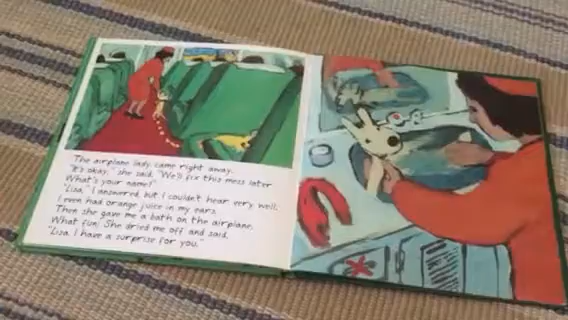 The airplane lady came right away.
"It's okay," she said. "We'll fix this mess later.
What's your name?"
"Lisa," I answered, but I couldn't hear very well;
I even had orange juice in my ears.
Then she gave me a bath on the airplane.
What fun! She dried me off and said,
"Lisa, I have a surprise for you."